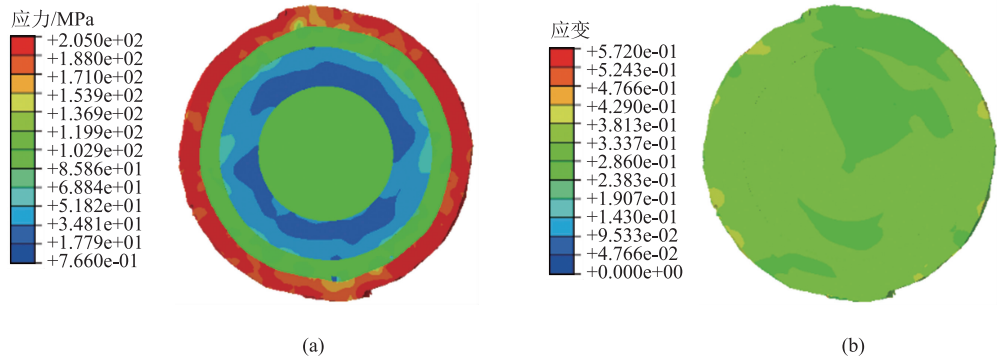 应力/MPa
+2.050e+02
+1.880e+02
+1.710e+02
+1.539e+02
+1.369e+02
+1.199e+02
+1.029e+02
+8.586e+01
+6.884e+01
+5.182e+01
+3.481e+01
+1.779e+01
+7.660e-01
(a)
应变
+5.720e-01
+5.243e-01
+4.766e-01
+4.290e-01
+3.813e-01
+3.337e-01
+2.860e-01
+2.383e-01
+1.907e-01
+1.430e-01
+9.533e-02
+4.766e-02
+0.000e+00
(b)